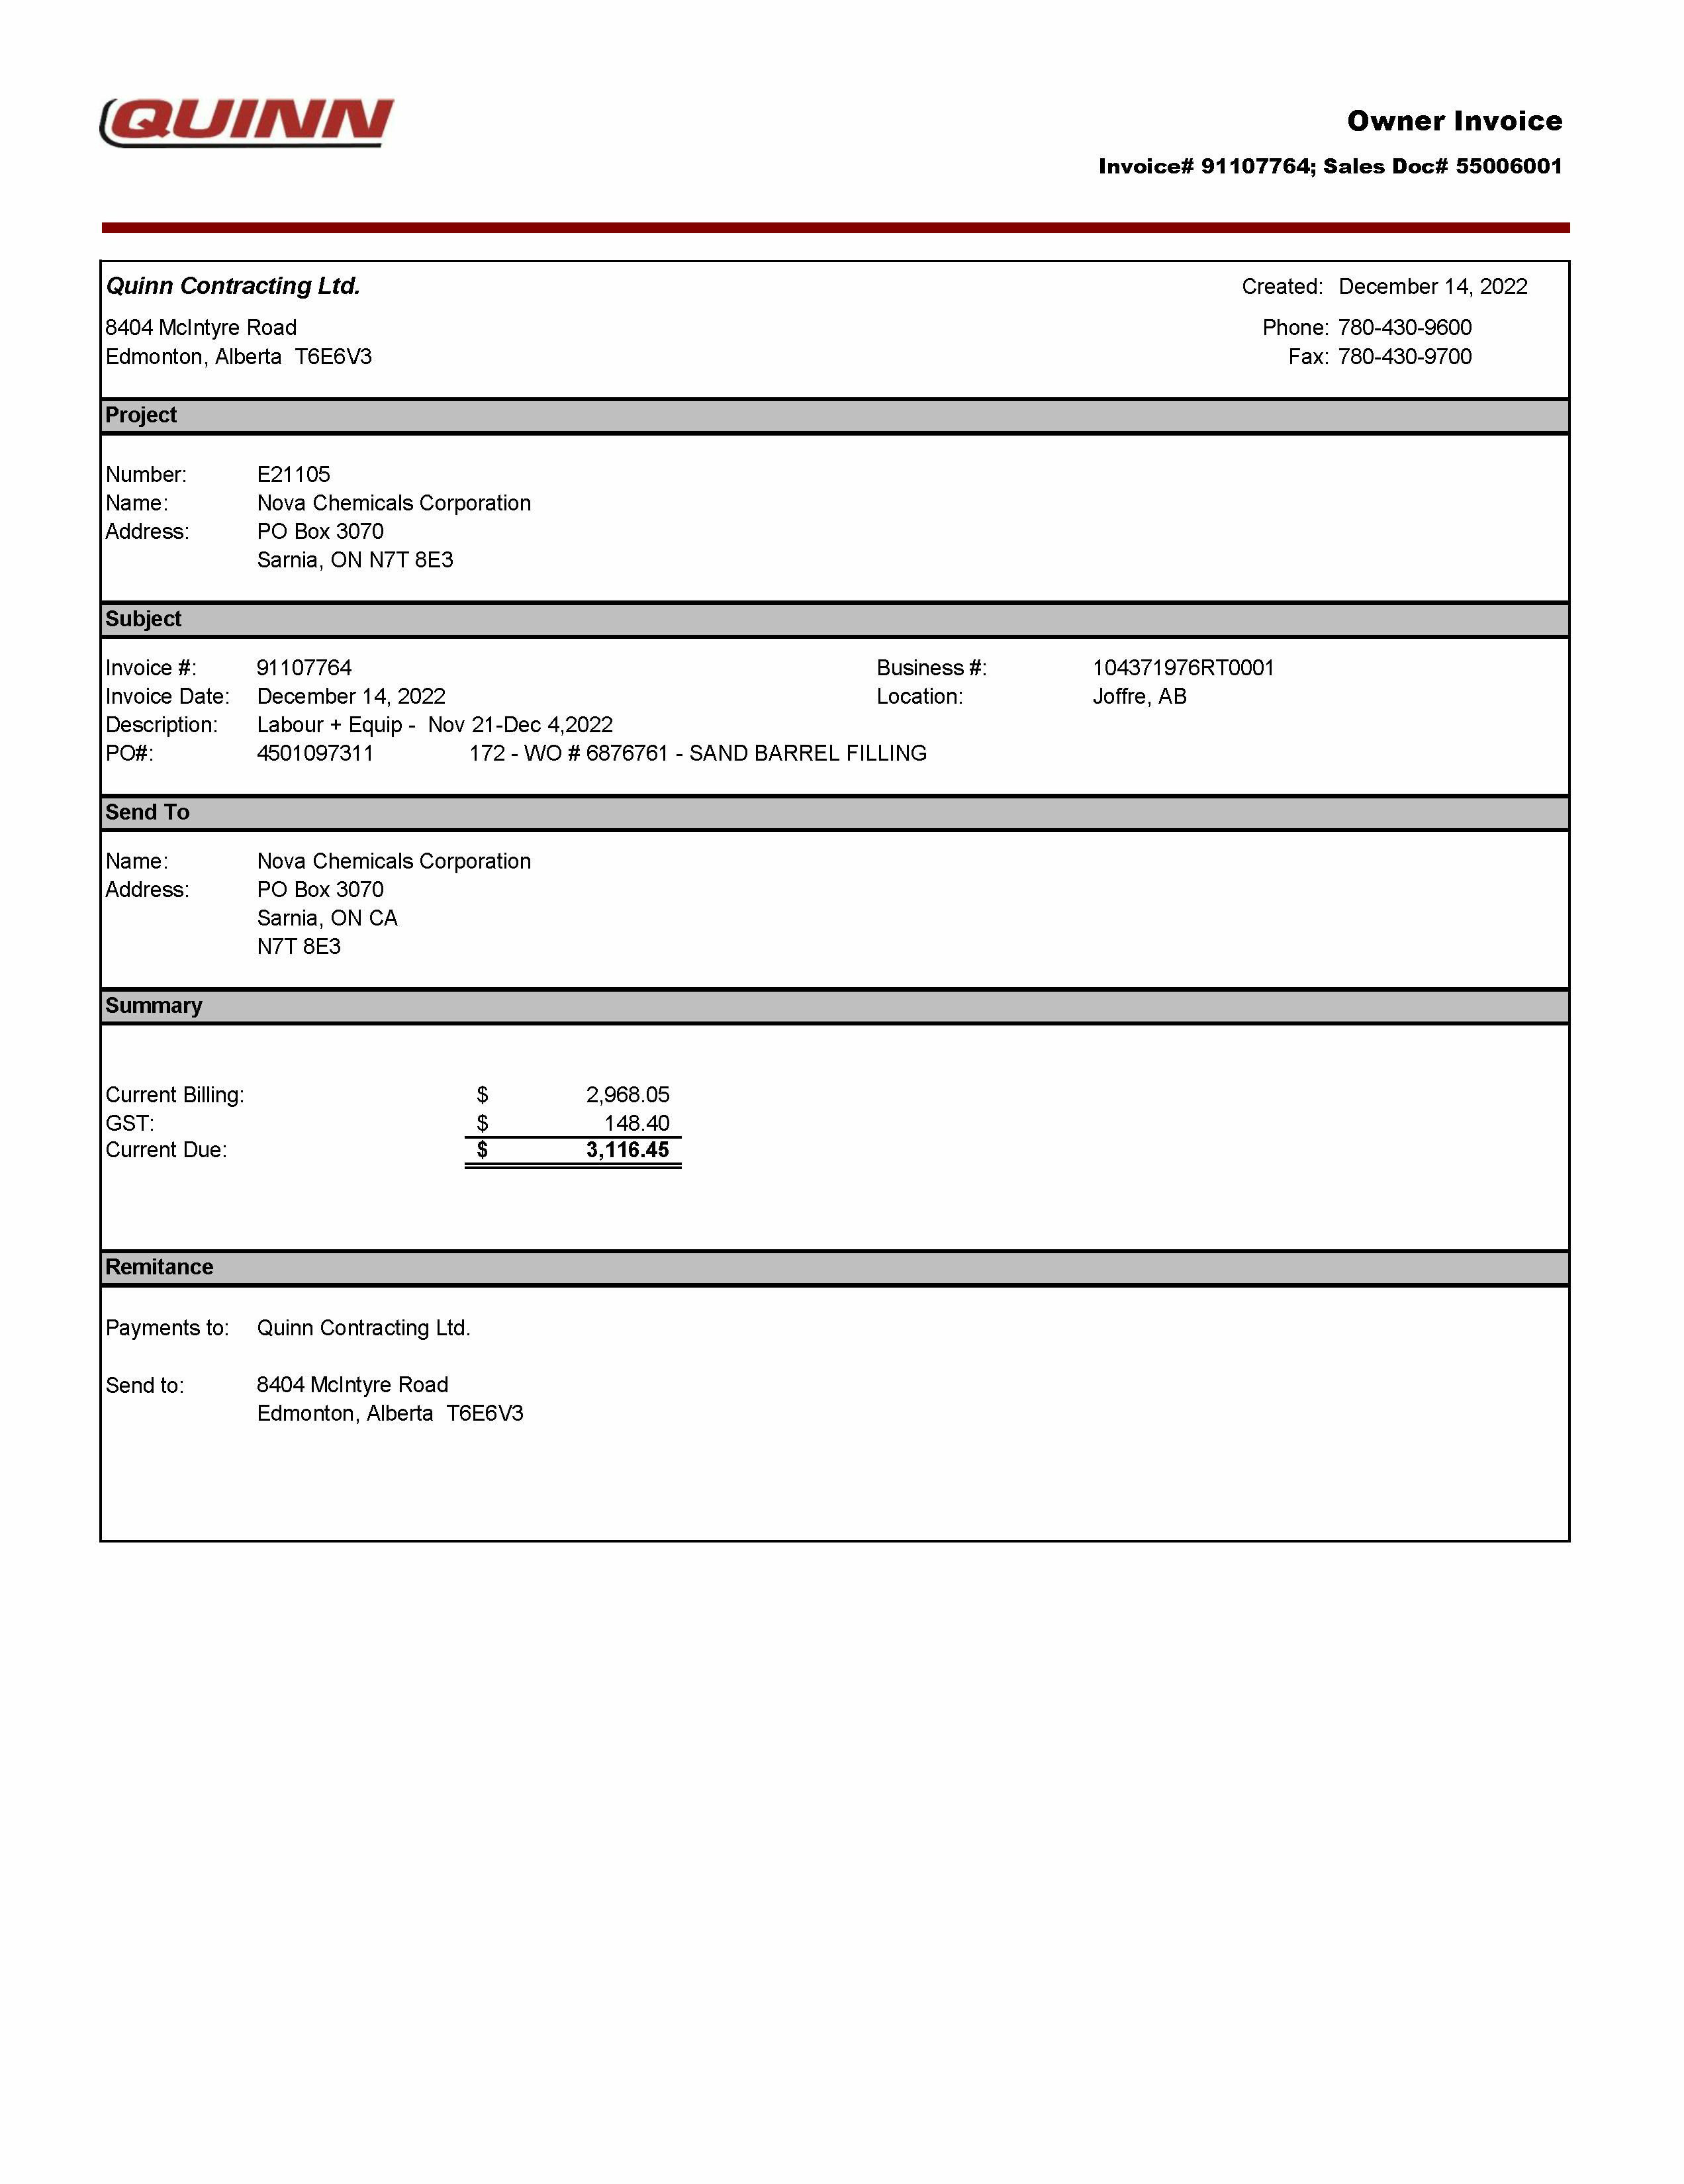 QUINN
Owner Invoice
Invoice# 91107764; Sales Doc# 55006001
Quinn Contracting Ltd. Created: December 14, 2022
8404 McIntyre Road Phone: 780-430-9600
Edmonton, Alberta T6E6V3 Fax: 780-430-9700
Project
Number: E21105
Name: Nova Chemicals Corporation
Address: PO Box 3070
Sarnia, ON N7T 8E3
Subject
Invoice #: 91107764 Business #: 104371976RT0001
Invoice Date: December 14, 2022 Location: Joffre, AB
Description: Labour + Equip - Nov 21-Dec 4,2022
PO#: 4501097311 172 - WO # 6876761 - SAND BARREL FILLING
Send To
Name: Nova Chemicals Corporation
Address: PO Box 3070
Sarnia, ON CA
N7T 8E3
Summary
Current Billing: $ 2,968.05
GST: $ 148.40
Current Due: $ 3,116.45
Remitance
Payments to: Quinn Contracting Ltd.
Send to: 8404 McIntyre Road
Edmonton, Alberta T6E6V3